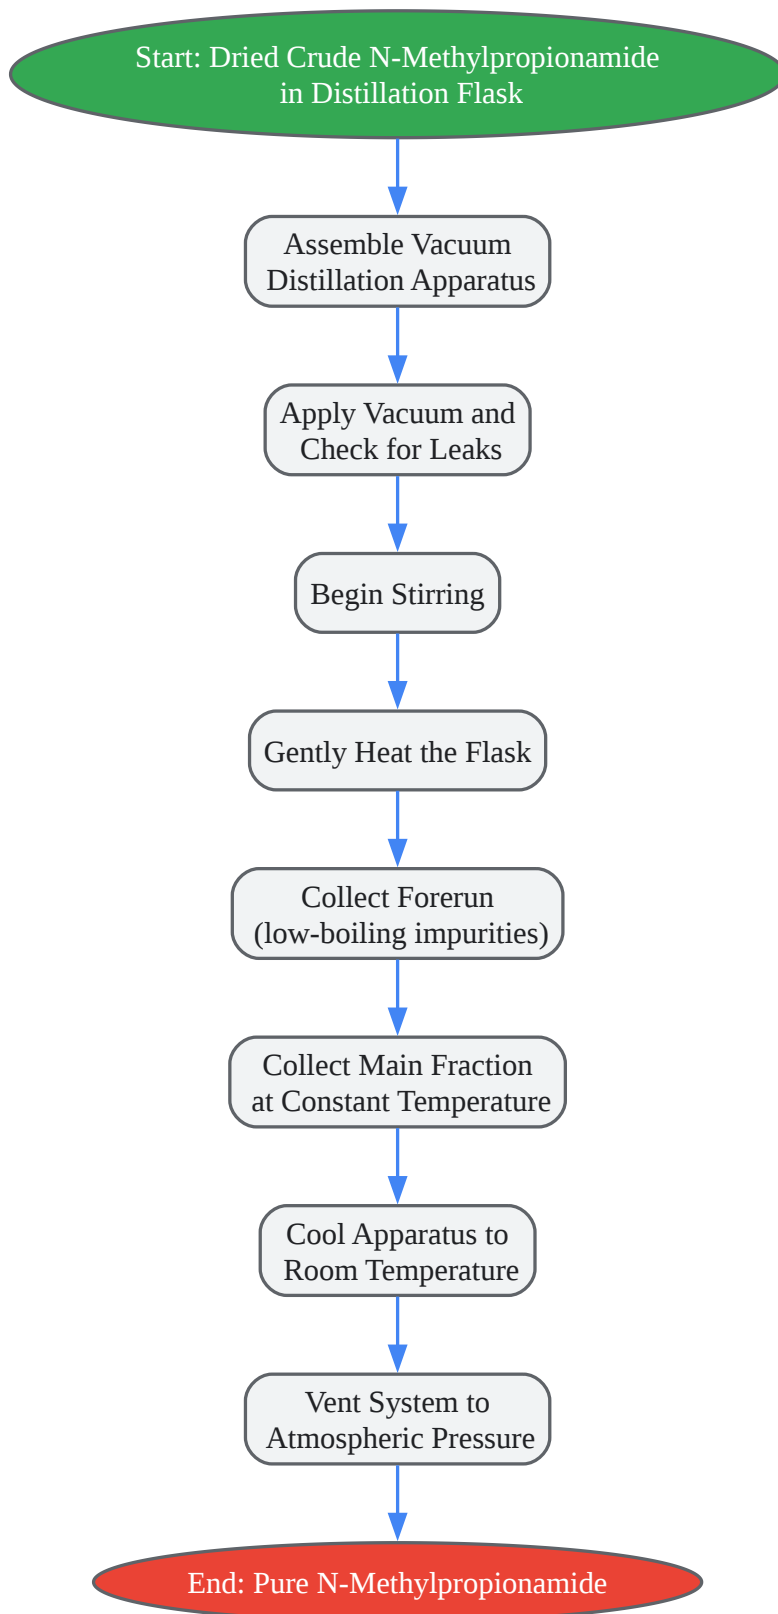 Start: Dried Crude N-Methylpropionamide
in Distillation Flask
Assemble Vacuum
Distillation Apparatus
Apply Vacuum and
Check for Leaks
Begin Stirring
Gently Heat the Flask
Collect Forerun
(low-boiling impurities)
Collect Main Fraction
at Constant Temperature
Cool Apparatus to
Room Temperature
Vent System to
Atmospheric Pressure
End: Pure N-Methylpropionamide